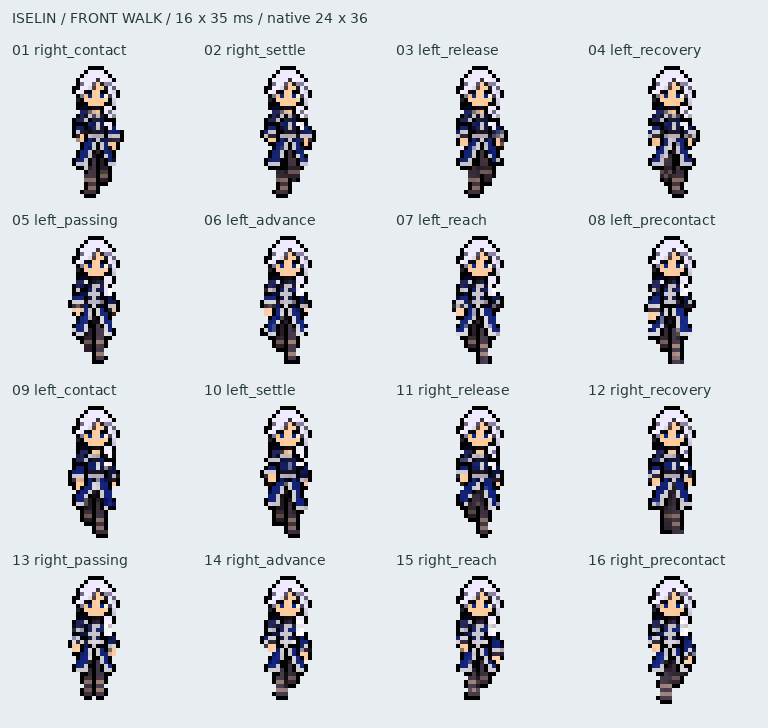 ISELIN / FRONT WALK / 16 x 35 ms / native 24 x 36
01 right_contact
02 right_settle
03 left_release
04 left_recovery
05 left_passing
06 left_advance
07 left_reach
08 left_precontact
09 left_contact
10 left_settle
11 right_release
12 right_recovery
13 right_passing
14 right_advance
15 right_reach
16 right_precontact